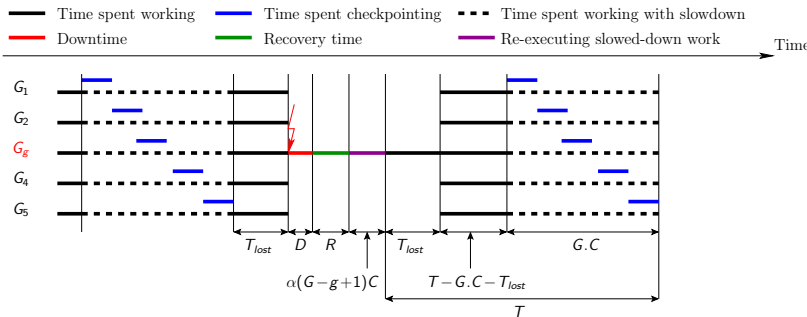 Time spent working Time spent checkpointing Time spent working with slowdown
Downtime Recovery time Re-executing slowed-down work
Time
G1
G2
Gg
G4
G5
Tlost D R Tlost G.C
α(G−g+1)C T−G.C−Tlost
T